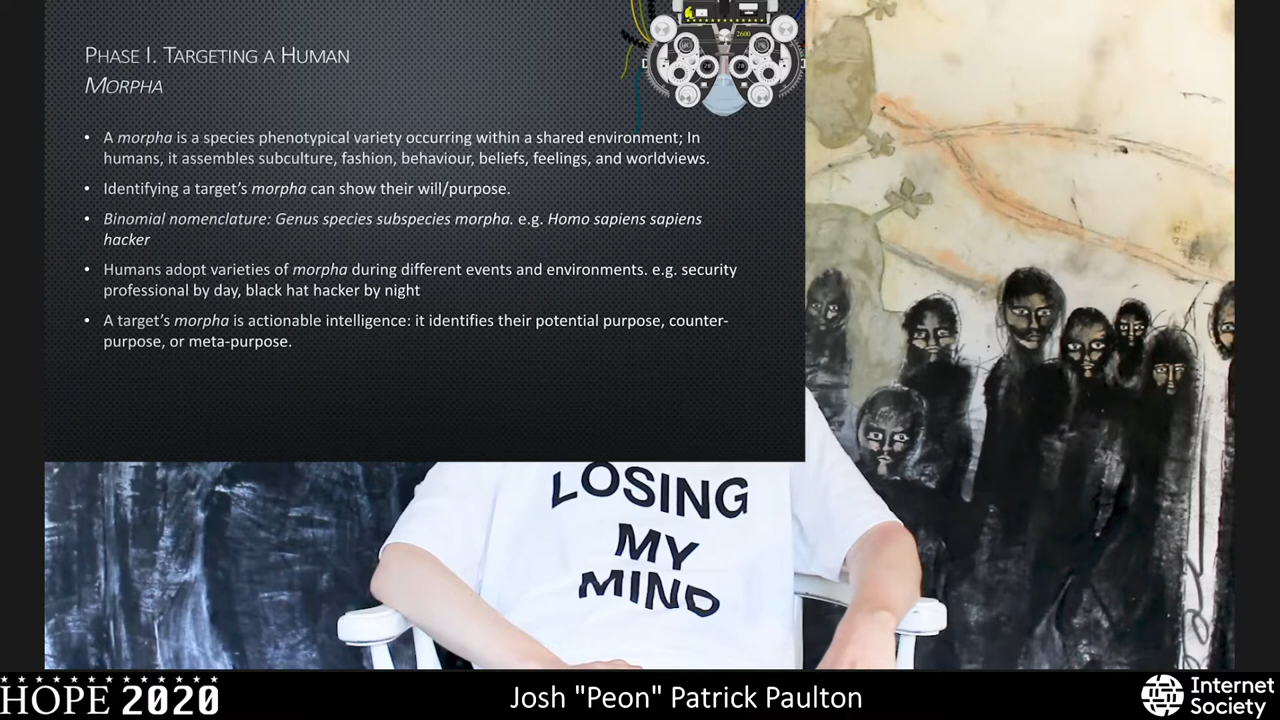 PHASE I. TARGETING A HUMAN
MORPHA
• A morpha is a species phenotypical variety occurring within a shared environment; In
humans, it assembles subculture, fashion, behaviour, beliefs, feelings, and worldviews.
• Identifying a target's morpha can show their will/purpose.
• Binomial nomenclature: Genus species subspecies morpha. e.g. Homo sapiens sapiens
hacker
• Humans adopt varieties of morpha during different events and environments. e.g. security
professional by day, black hat hacker by night
• A target's morpha is actionable intelligence: it identifies their potential purpose, counter-
purpose, or meta-purpose.
2600
20
20
LOSING
MY
MIND
HOPE 2020
Josh "Peon" Patrick Paulton
Internet
Society